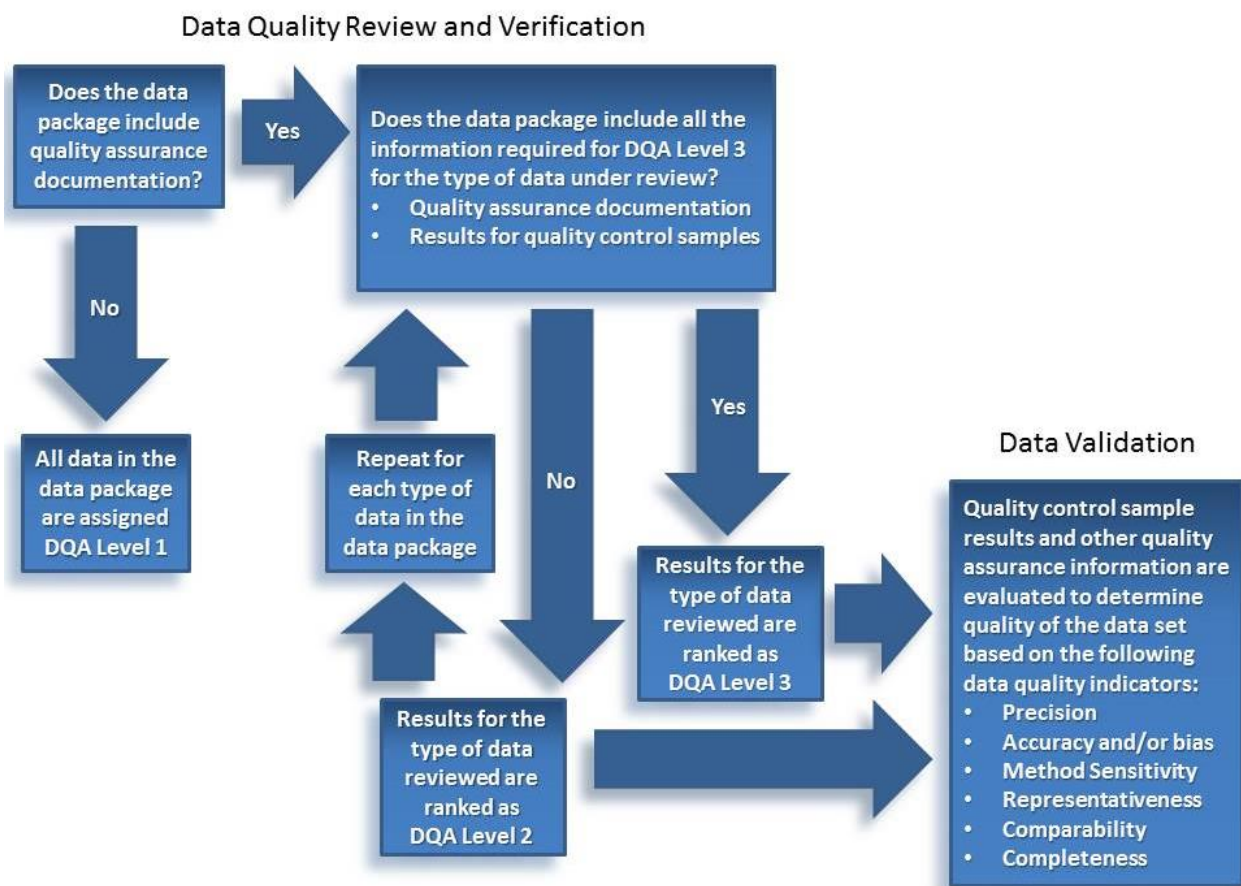 Data Quality Review and Verification
Does the data
package include
quality assurance
documentation?
Yes
Does the data package include all the
information required for DQA Level 3
for the type of data under review?
• Quality assurance documentation
• Results for quality control samples
No
All data in the
data package
are assigned
DQA Level 1
Repeat for
each type of
data in the
data package
No
Yes
Results for the
type of data
reviewed are
ranked as
DQA Level 3
Results for the
type of data
reviewed are
ranked as
DQA Level 2
Data Validation
Quality control sample
results and other quality
assurance information are
evaluated to determine
quality of the data set
based on the following
data quality indicators:
• Precision
• Accuracy and/or bias
• Method Sensitivity
• Representativeness
• Comparability
• Completeness